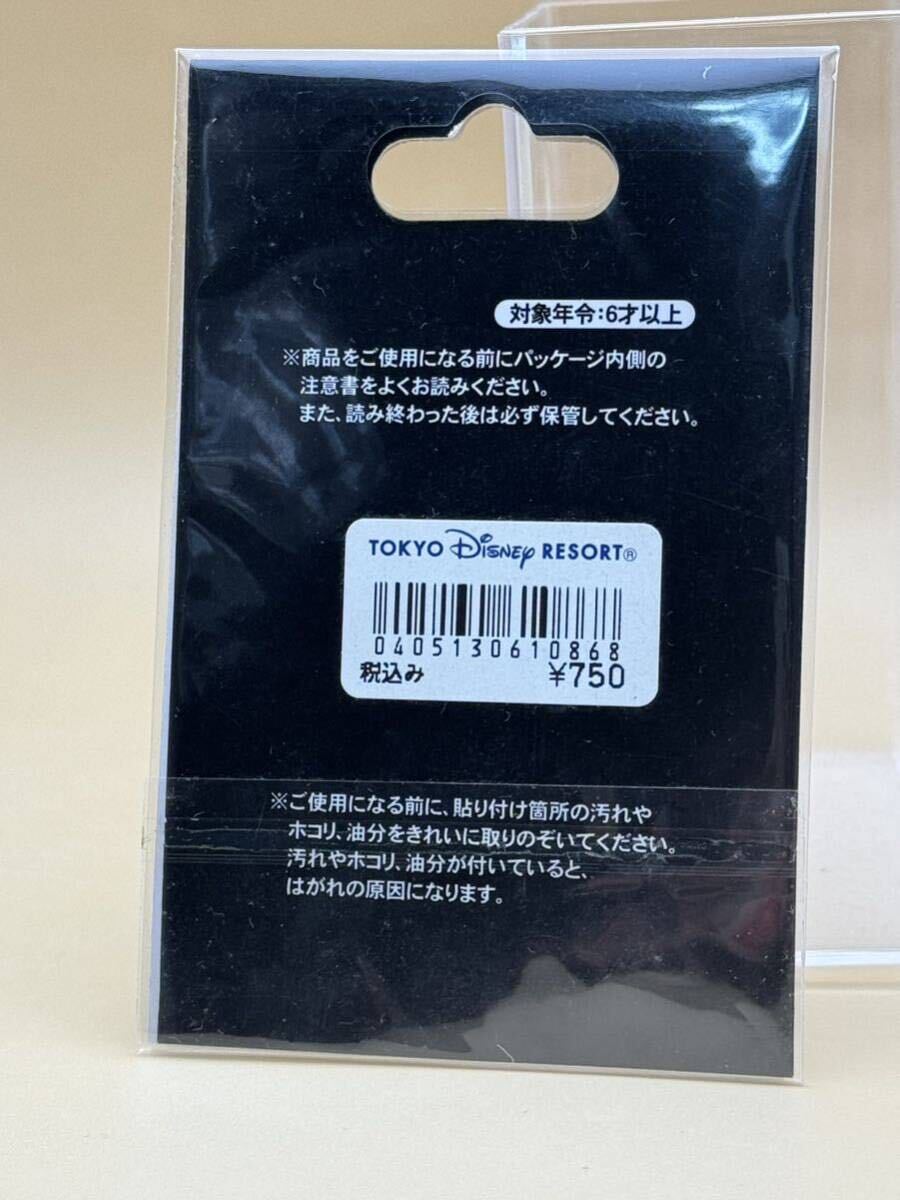 対象年令:6才以上
※商品をご使用になる前にパッケージ内側の
注意書をよくお読みください。
また、読み終わった後は必ず保管してください。
TOKYO Disney RESORT®
0405130610868
税込み ¥750
※ご使用になる前に、貼り付け箇所の汚れや
ホコリ、油分をきれいに取りのぞいてください。
汚れやホコリ、油分が付いていると、
はがれの原因になります。